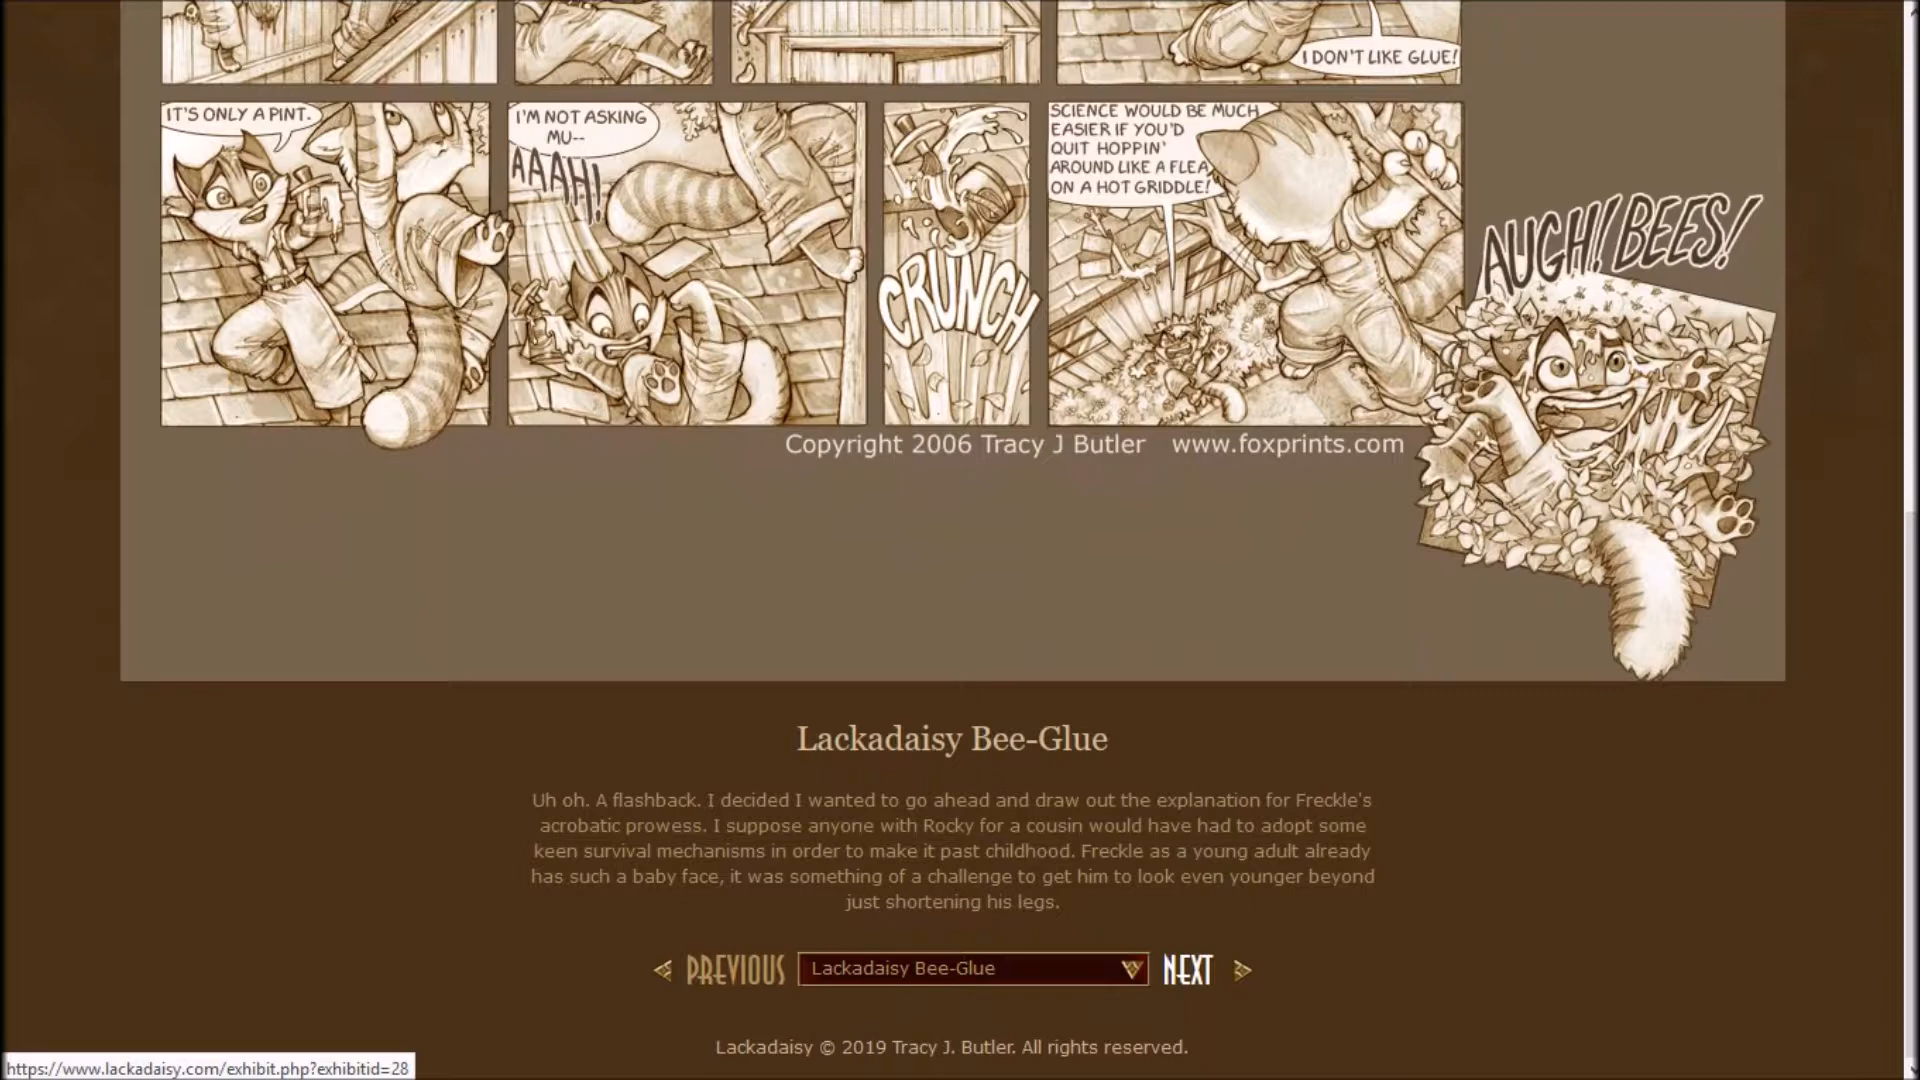 I DON'T LIKE GLUE!
IT'S ONLY A PINT.
I'M NOT ASKING
MU--
AAAH!
CRUNCH
SCIENCE WOULD BE MUCH
EASIER IF YOU'D
QUIT HOPPIN'
AROUND LIKE A FLEA
ON A HOT GRIDDLE!
AUGH! BEES!
Copyright 2006 Tracy J Butler www.foxprints.com
Lackadaisy Bee-Glue
Uh oh. A flashback. I decided I wanted to go ahead and draw out the explanation for Freckle's
acrobatic prowess. I suppose anyone with Rocky for a cousin would have had to adopt some
keen survival mechanisms in order to make it past childhood. Freckle as a young adult already
has such a baby face, it was something of a challenge to get him to look even younger beyond
just shortening his legs.
PREVIOUS Lackadaisy Bee-Glue NEXT
Lackadaisy © 2019 Tracy J. Butler. All rights reserved.
https://www.lackadaisy.com/exhibit.php?exhibitid=28